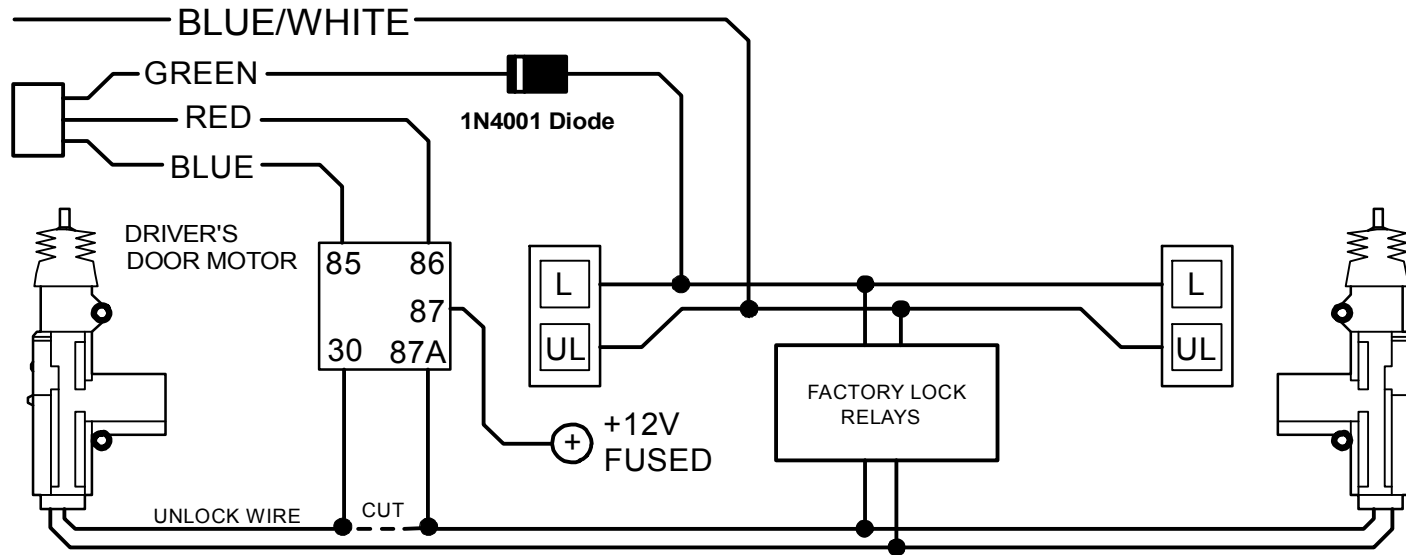 BLUE/WHITE
GREEN
1N4001 Diode
RED
BLUE
DRIVER'S
DOOR MOTOR
85 86
87
30 87A
L
UL
L
UL
FACTORY LOCK
RELAYS
+
+12V
FUSED
UNLOCK WIRE
CUT